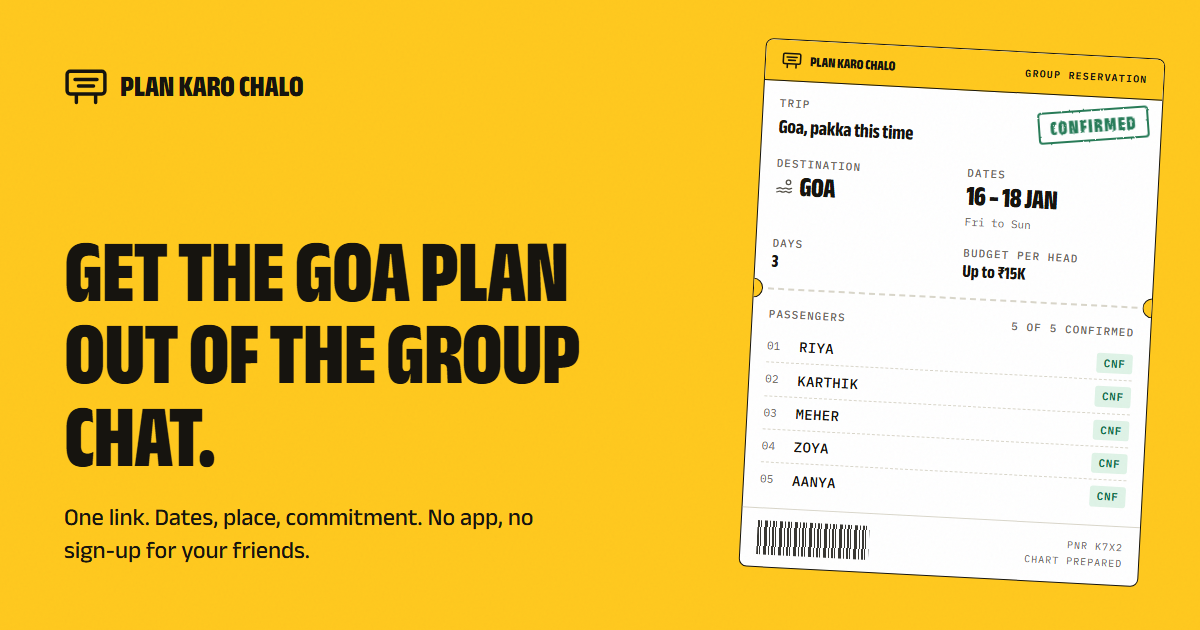 PLAN KARO CHALO
GET THE GOA PLAN
OUT OF THE GROUP
CHAT.
One link. Dates, place, commitment. No app, no
sign-up for your friends.
PLAN KARO CHALO
GROUP RESERVATION
TRIP
Goa, pakka this time
CONFIRMED
DESTINATION
GOA
DATES
16 – 18 JAN
Fri to Sun
DAYS
3
BUDGET PER HEAD
Up to ₹15K
PASSENGERS
5 OF 5 CONFIRMED
01 RIYA CNF
02 KARTHIK CNF
03 MEHER CNF
04 ZOYA CNF
05 AANYA CNF
PNR K7X2
CHART PREPARED